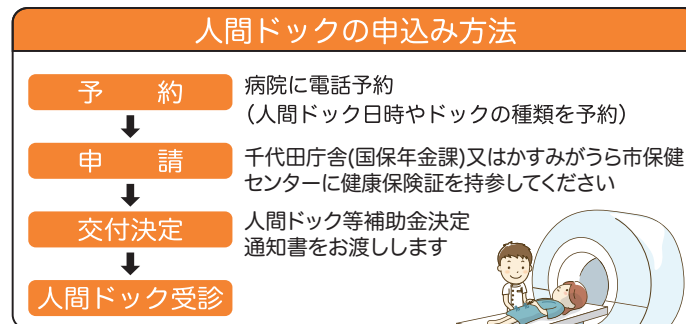 人間ドックの申込み方法
予 約
病院に電話予約
（人間ドック日時やドックの種類を予約）
申 請
千代田庁舎(国保年金課)又はかすみがうら市保健
センターに健康保険証を持参してください
交付決定
人間ドック等補助金決定
通知書をお渡しします
人間ドック受診